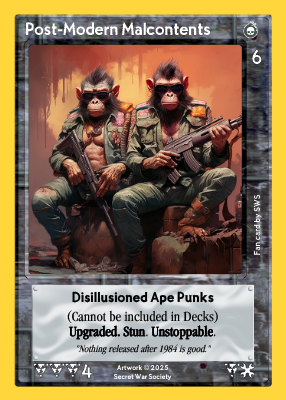 Post-Modern Malcontents
6
Fan card by SWS
Disillusioned Ape Punks
(Cannot be included in Decks)
Upgraded. Stun. Unstoppable.
"Nothing released after 1984 is good."
4
Artwork © 2025
Secret War Society